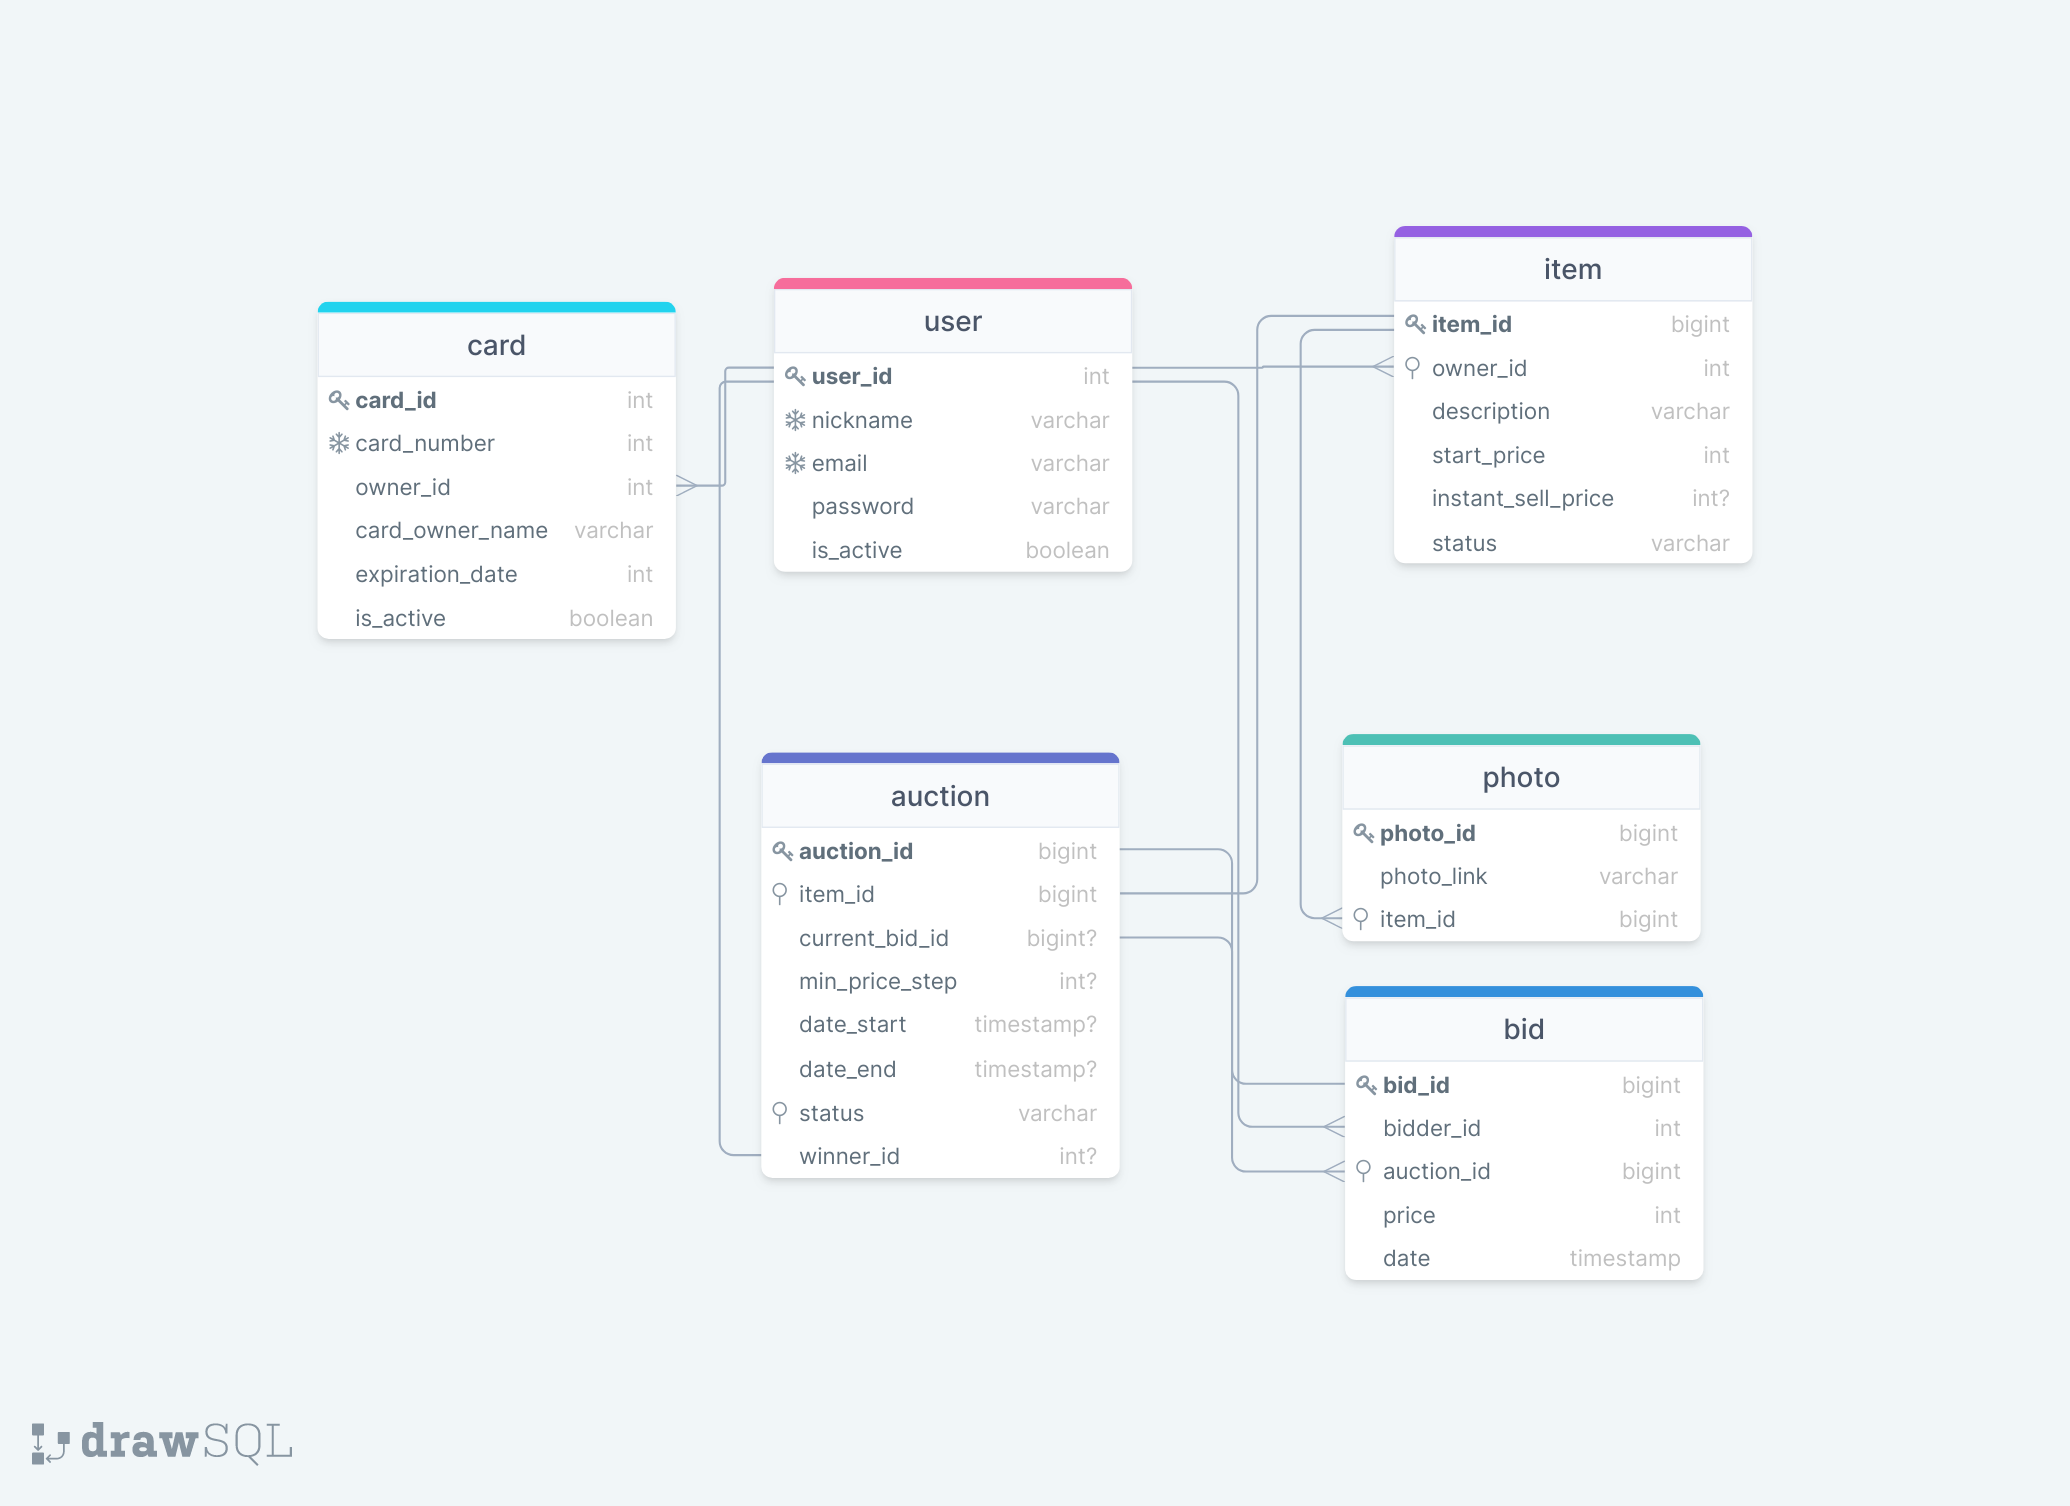 card
card_id int
card_number int
owner_id int
card_owner_name varchar
expiration_date int
is_active boolean
user
user_id int
nickname varchar
email varchar
password varchar
is_active boolean
item
item_id bigint
owner_id int
description varchar
start_price int
instant_sell_price int?
status varchar
auction
auction_id bigint
item_id bigint
current_bid_id bigint?
min_price_step int?
date_start timestamp?
date_end timestamp?
status varchar
winner_id int?
photo
photo_id bigint
photo_link varchar
item_id bigint
bid
bid_id bigint
bidder_id int
auction_id bigint
price int
date timestamp
drawSQL